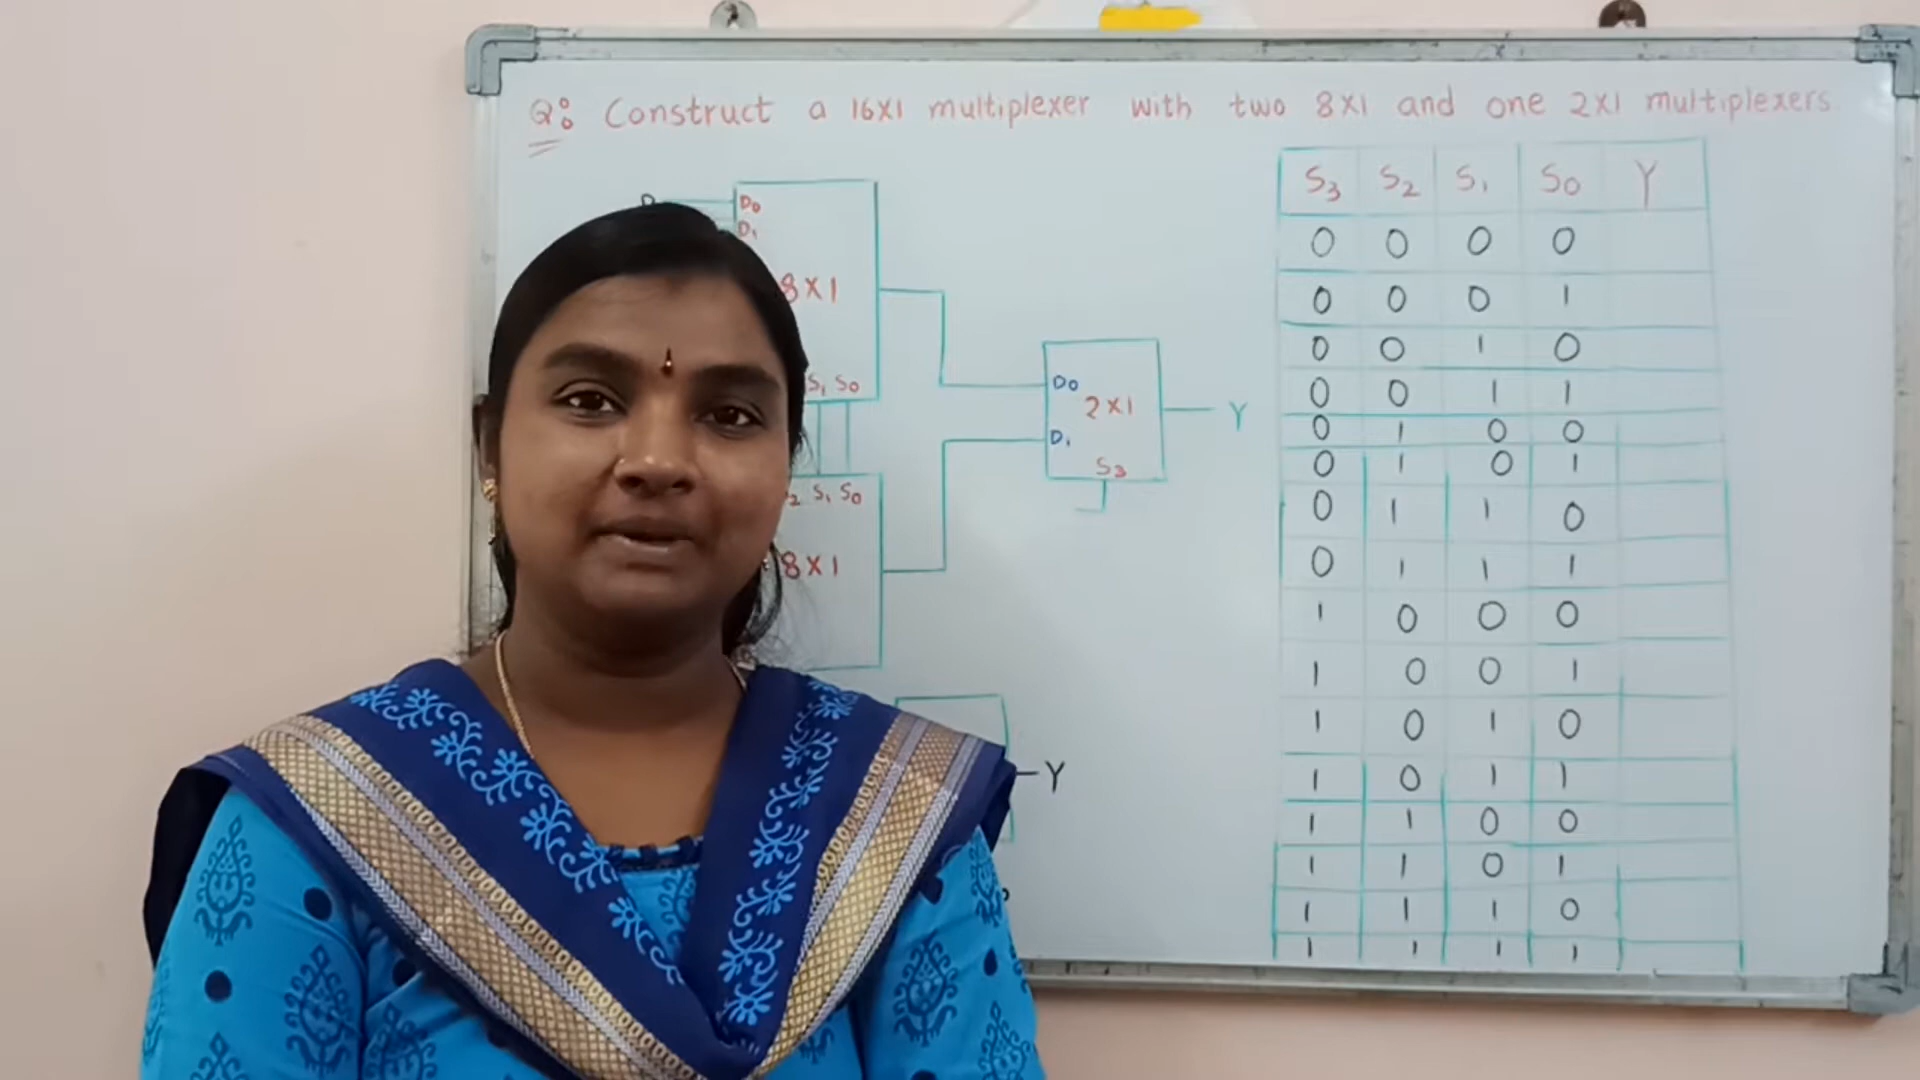 Q: Construct a 16X1 multiplexer with two 8X1 and one 2X1 multiplexers.
D0
D1
8X1
S1 S0
2 S1 S0
8X1
D0
2X1
D1
S3
Y
Y
S3 S2 S1 S0 Y
0 0 0 0
0 0 0 1
0 0 1 0
0 0 1 1
0 1 0 0
0 1 0 1
0 1 1 0
0 1 1 1
1 0 0 0
1 0 0 1
1 0 1 0
1 0 1 1
1 1 0 0
1 1 0 1
1 1 1 0
1 1 1 1